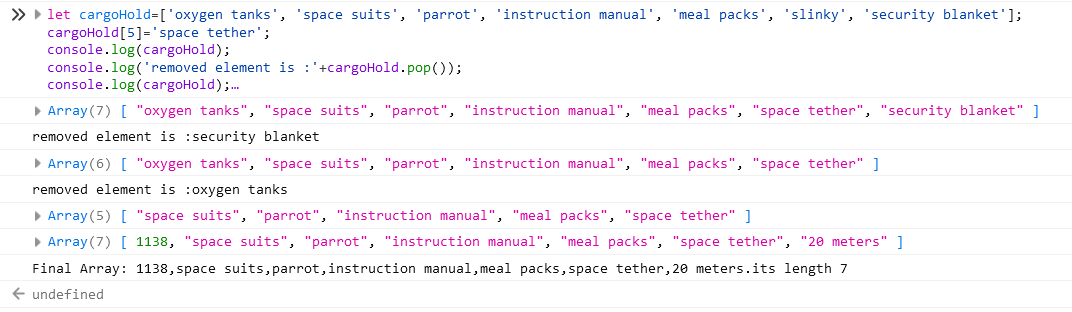 let cargoHold=['oxygen tanks', 'space suits', 'parrot', 'instruction manual', 'meal packs', 'slinky', 'security blanket'];
cargoHold[5]='space tether';
console.log(cargoHold);
console.log('removed element is :'+cargoHold.pop());
console.log(cargoHold);…
Array(7) [ "oxygen tanks", "space suits", "parrot", "instruction manual", "meal packs", "space tether", "security blanket" ]
removed element is :security blanket
Array(6) [ "oxygen tanks", "space suits", "parrot", "instruction manual", "meal packs", "space tether" ]
removed element is :oxygen tanks
Array(5) [ "space suits", "parrot", "instruction manual", "meal packs", "space tether" ]
Array(7) [ 1138, "space suits", "parrot", "instruction manual", "meal packs", "space tether", "20 meters" ]
Final Array: 1138,space suits,parrot,instruction manual,meal packs,space tether,20 meters.its length 7
undefined